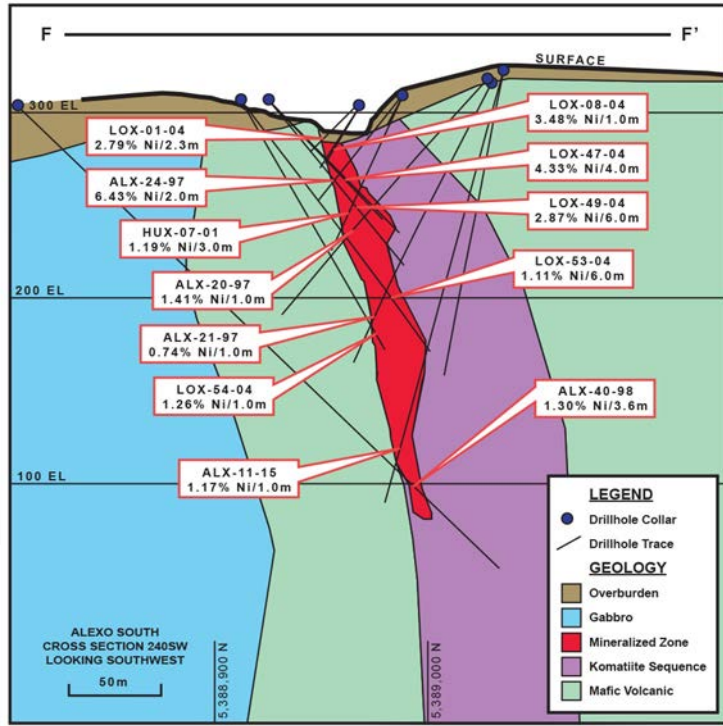 F F'
SURFACE
300 EL
LOX-01-04
2.79% Ni/2.3m
LOX-08-04
3.48% Ni/1.0m
ALX-24-97
6.43% Ni/2.0m
LOX-47-04
4.33% Ni/4.0m
HUX-07-01
1.19% Ni/3.0m
LOX-49-04
2.87% Ni/6.0m
ALX-20-97
1.41% Ni/1.0m
LOX-53-04
1.11% Ni/6.0m
200 EL
ALX-21-97
0.74% Ni/1.0m
LOX-54-04
1.26% Ni/1.0m
ALX-40-98
1.30% Ni/3.6m
ALX-11-15
1.17% Ni/1.0m
100 EL
LEGEND
Drillhole Collar
Drillhole Trace
GEOLOGY
Overburden
Gabbro
Mineralized Zone
Komatiite Sequence
Mafic Volcanic
ALEXO SOUTH
CROSS SECTION 240SW
LOOKING SOUTHWEST
50m
5,388,900 N
5,389,000 N